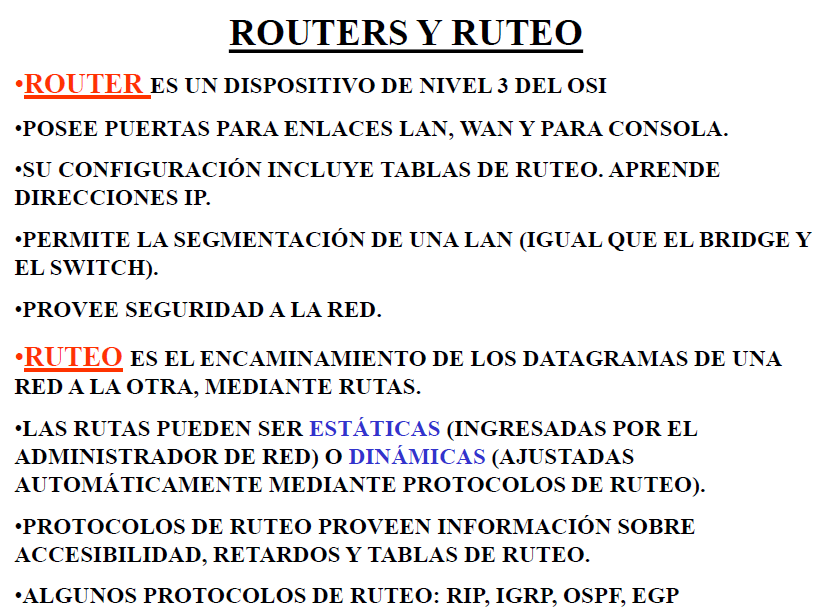 ROUTERS Y RUTEO
•ROUTER ES UN DISPOSITIVO DE NIVEL 3 DEL OSI
•POSEE PUERTAS PARA ENLACES LAN, WAN Y PARA CONSOLA.
•SU CONFIGURACIÓN INCLUYE TABLAS DE RUTEO. APRENDE
DIRECCIONES IP.
•PERMITE LA SEGMENTACIÓN DE UNA LAN (IGUAL QUE EL BRIDGE Y
EL SWITCH).
•PROVEE SEGURIDAD A LA RED.
•RUTEO ES EL ENCAMINAMIENTO DE LOS DATAGRAMAS DE UNA
RED A LA OTRA, MEDIANTE RUTAS.
•LAS RUTAS PUEDEN SER ESTÁTICAS (INGRESADAS POR EL
ADMINISTRADOR DE RED) O DINÁMICAS (AJUSTADAS
AUTOMÁTICAMENTE MEDIANTE PROTOCOLOS DE RUTEO).
•PROTOCOLOS DE RUTEO PROVEEN INFORMACIÓN SOBRE
ACCESIBILIDAD, RETARDOS Y TABLAS DE RUTEO.
•ALGUNOS PROTOCOLOS DE RUTEO: RIP, IGRP, OSPF, EGP